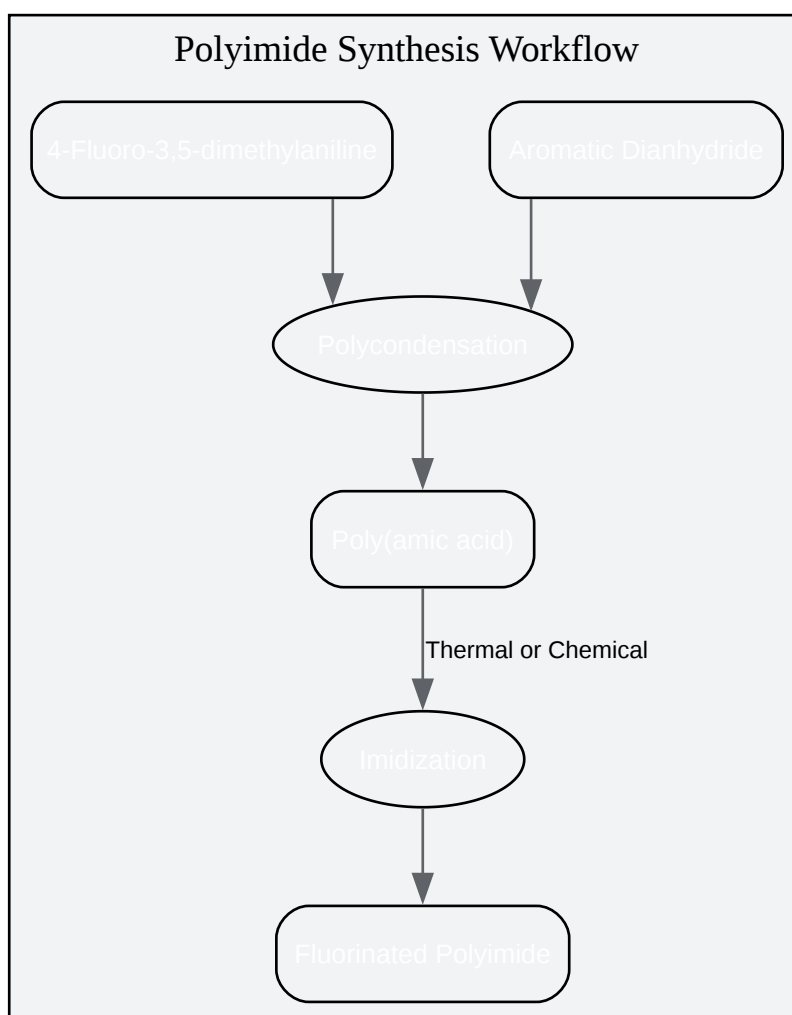 Polyimide Synthesis Workflow
4-Fluoro-3,5-dimethylaniline
Aromatic Dianhydride
Polycondensation
Poly(amic acid)
Thermal or Chemical
Imidization
Fluorinated Polyimide